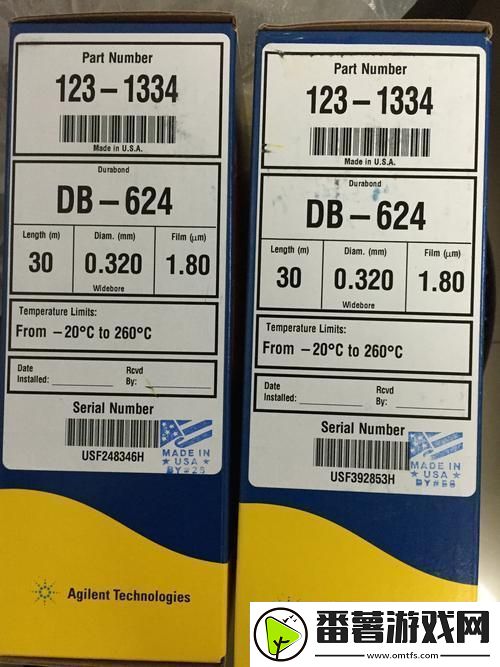 Part Number
123-1334
Made in U.S.A.
Durabond
DB-624
Length (m) Diam. (mm) Film (µm)
30 0.320 1.80
Widebore
Temperature Limits:
From -20°C to 260°C
Date Installed: Rcvd By:
Serial Number
USF248346H
MADE IN
USA
BY#26
Agilent Technologies
Part Number
123-1334
Made in U.S.A.
Durabond
DB-624
Length (m) Diam. (mm) Film (µm)
30 0.320 1.80
Widebore
Temperature Limits:
From -20°C to 260°C
Date Installed: Rcvd By:
Serial Number
USF392853H
MADE IN
USA
番薯游戏网
www.omtfs.com